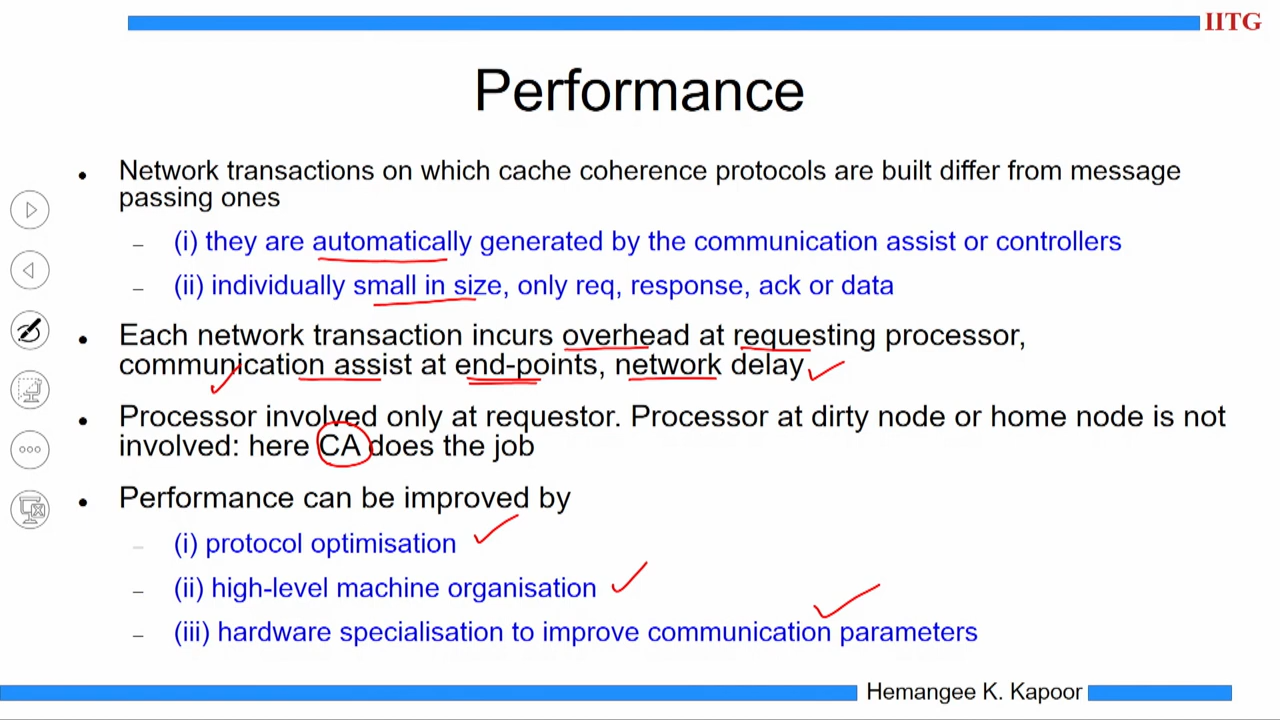 IITG
Performance
• Network transactions on which cache coherence protocols are built differ from message
passing ones
– (i) they are automatically generated by the communication assist or controllers
– (ii) individually small in size, only req, response, ack or data
• Each network transaction incurs overhead at requesting processor,
communication assist at end-points, network delay
• Processor involved only at requestor. Processor at dirty node or home node is not
involved: here CA does the job
• Performance can be improved by
– (i) protocol optimisation
– (ii) high-level machine organisation
– (iii) hardware specialisation to improve communication parameters
Hemangee K. Kapoor